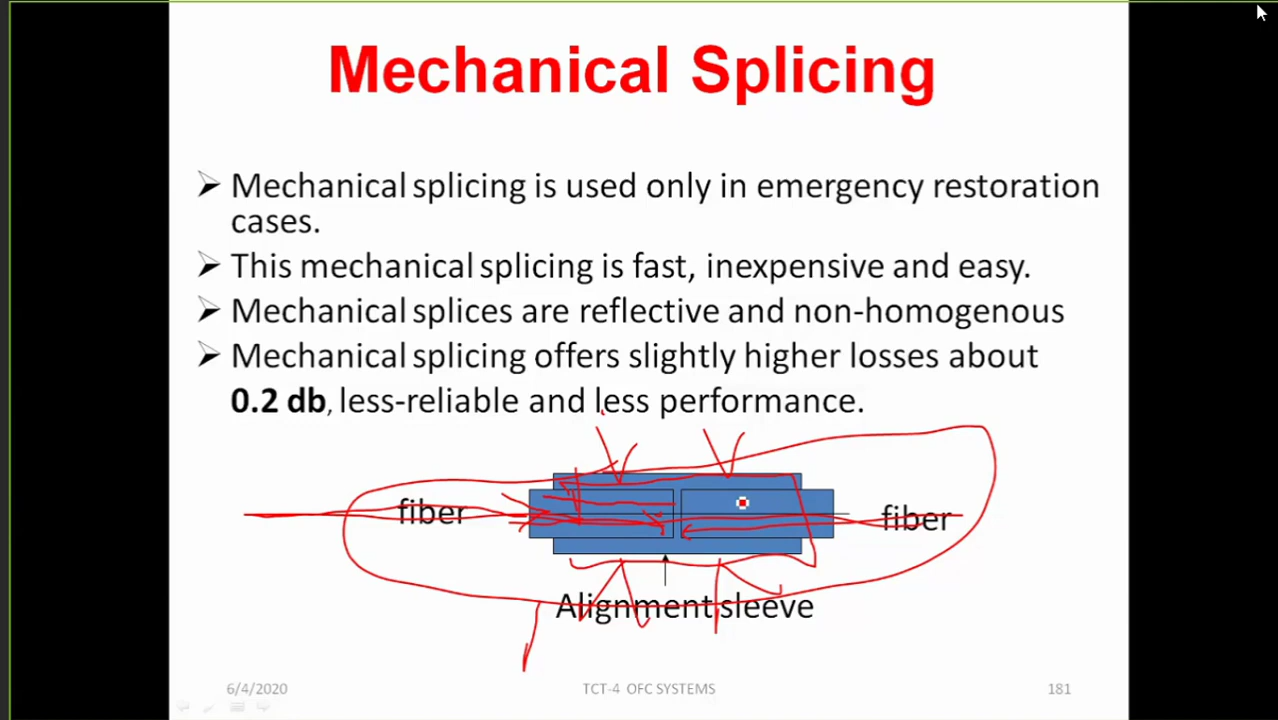 Mechanical Splicing
Mechanical splicing is used only in emergency restoration
cases.
This mechanical splicing is fast, inexpensive and easy.
Mechanical splices are reflective and non-homogenous
Mechanical splicing offers slightly higher losses about
0.2 db, less-reliable and less performance.
fiber
fiber
Alignment sleeve
6/4/2020
TCT-4 OFC SYSTEMS
181